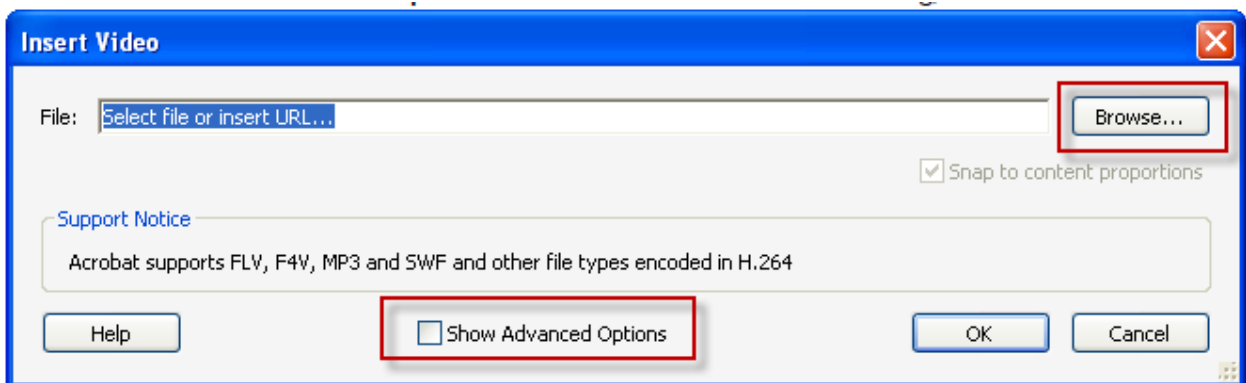 Insert Video
File: Select file or insert URL... Browse...
Snap to content proportions
Support Notice
Acrobat supports FLV, F4V, MP3 and SWF and other file types encoded in H.264
Help Show Advanced Options OK Cancel